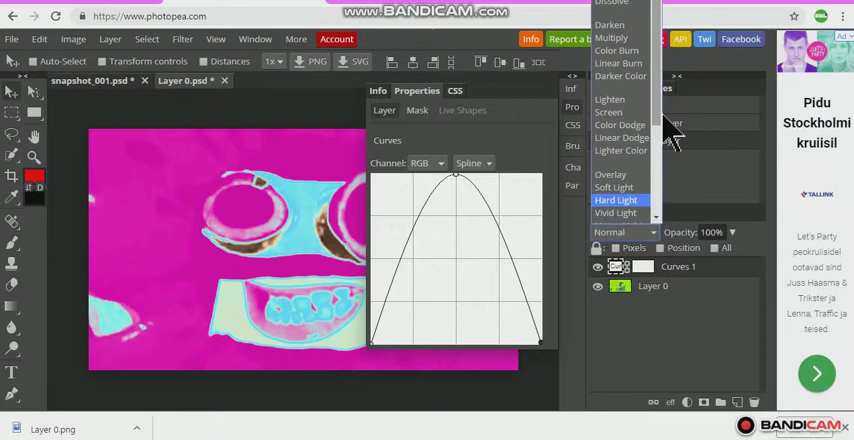 https://www.photopea.com
www.BANDICAM.com
File Edit Image Layer Select Filter View Window More Account Info Report a b API Twi Facebook
Auto-Select Transform controls Distances 1x PNG SVG
snapshot_001.psd * Layer 0.psd *
Info Properties CSS
Layer Mask Live Shapes
Curves
Channel: RGB Spline
Inf
Pro
CSS
Bru
Cha
Par
Dissolve
Darken
Multiply
Color Burn
Linear Burn
Darker Color
Lighten
Screen
Color Dodge
Linear Dodge
Lighter Color
Overlay
Soft Light
Hard Light
Vivid Light
Normal Opacity: 100%
Pixels Position All
Curves 1
Layer 0
eff
D
Ad
Pidu
Stockholmi
kruiisil
TALLINK
Let's Party
peokruiisidel
ootavad sind
Juss Haasma &
Trikster ja
Lenna, Traffic ja
teised.
Layer 0.png
BANDICAM